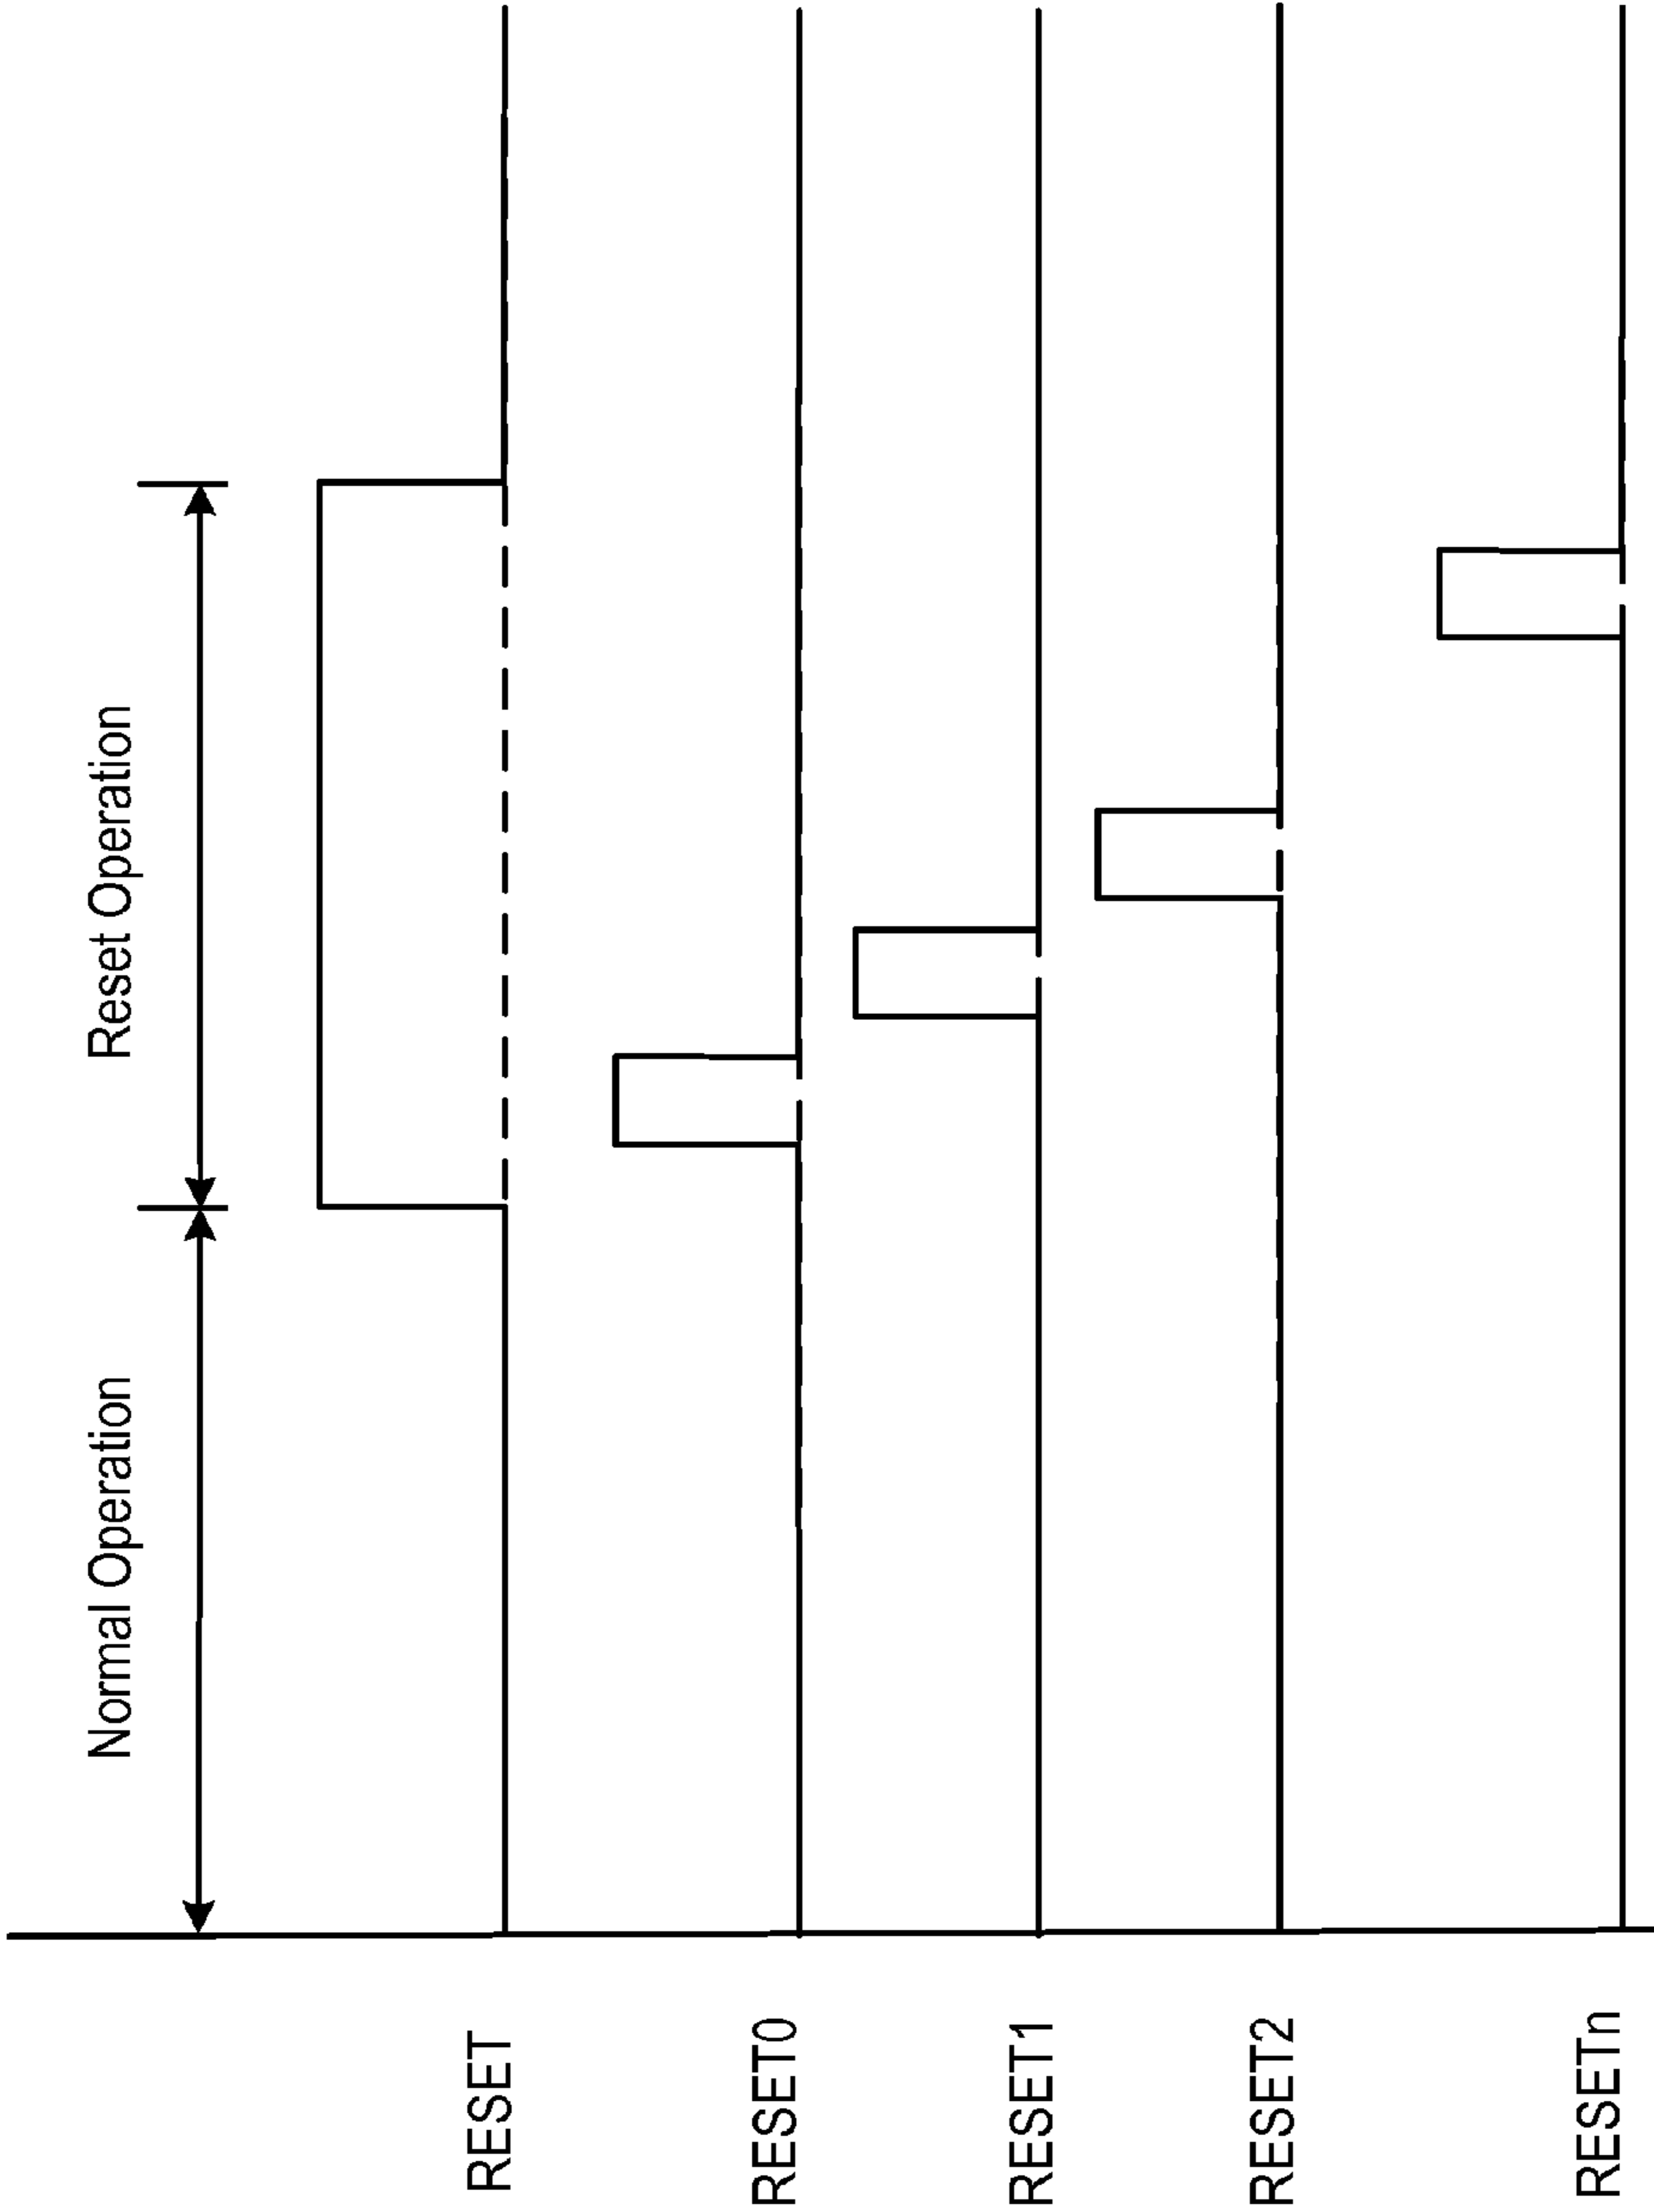 Normal Operation
Reset Operation
RESET
RESET0
RESET1
RESET2
RESETn